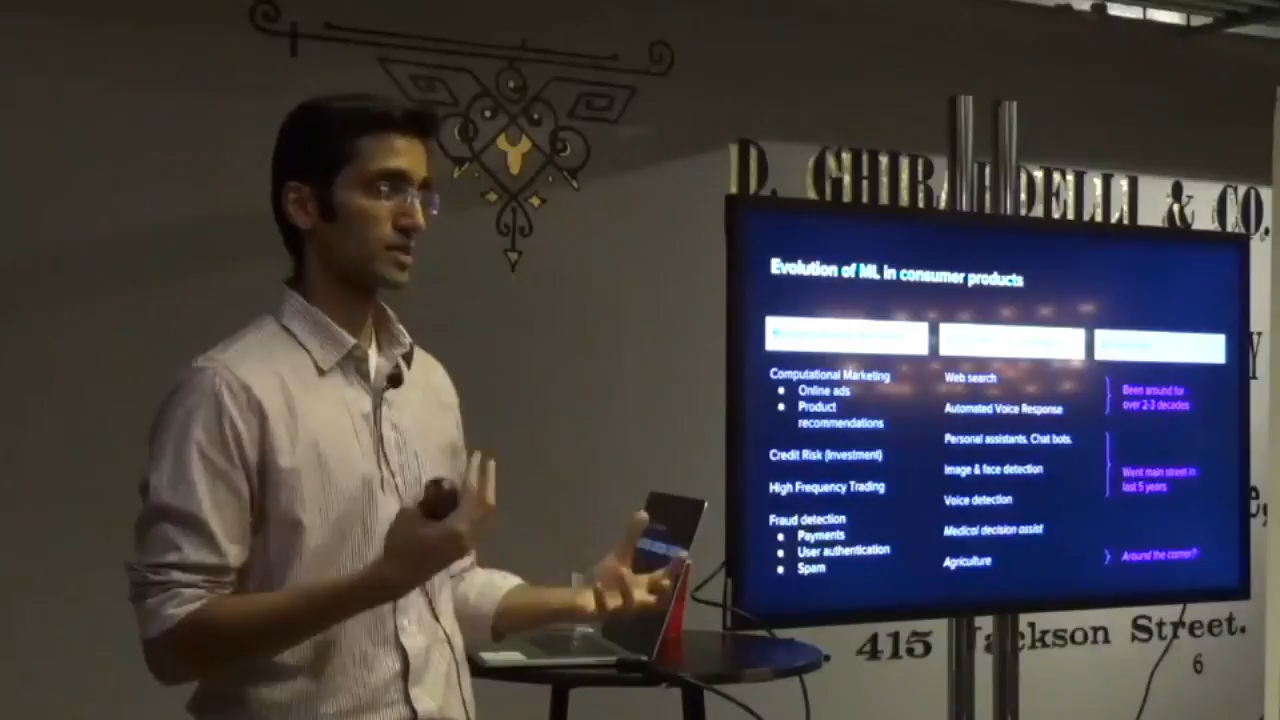 D. GHIRARDELLI & CO.
Evolution of ML in consumer products
Computational Marketing
● Online ads
● Product
recommendations
Credit Risk (Investment)
High Frequency Trading
Fraud detection
● Payments
● User authentication
● Spam
Web search
Automated Voice Response
Personal assistants. Chat bots.
Image & face detection
Voice detection
Medical decision assist
Agriculture
Been around for
over 2-3 decades
Went main street in
last 5 years
Around the corner?
415 Jackson Street.
6